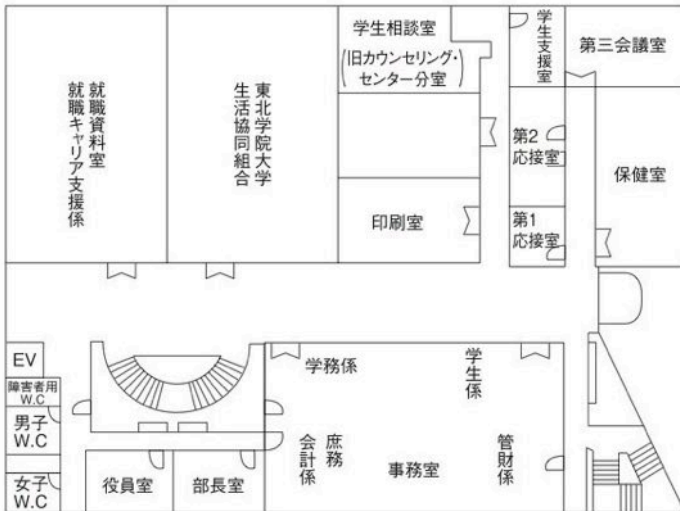 就職資料室
就職キャリア支援係
東北学院大学
生活協同組合
学生相談室
(旧カウンセリング・
センター分室)
学生支援室
第三会議室
第2
応接室
保健室
印刷室
第1
応接室
EV
障害者用
W.C
男子
W.C
女子
W.C
学務係
学生係
庶務
会計係
事務室
管財係
役員室
部長室